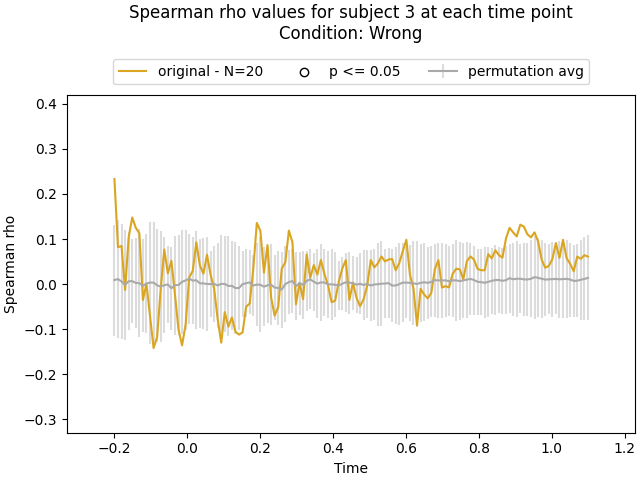 Spearman rho values for subject 3 at each time point
Condition: Wrong
original - N=20 p <= 0.05 permutation avg
0.4
0.3
0.2
0.1
0.0
−0.1
−0.2
−0.3
Spearman rho
−0.2 0.0 0.2 0.4 0.6 0.8 1.0 1.2
Time